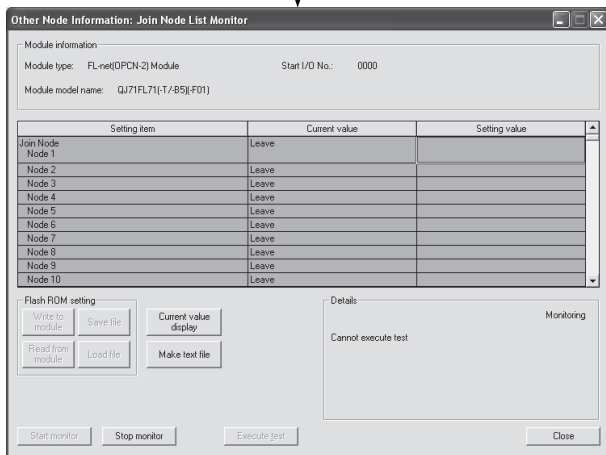 Other Node Information: Join Node List Monitor
Module information
Module type: FL-net(OPCN-2) Module Start I/O No.: 0000
Module model name: QJ71FL71(-T/-B5)(-F01)
Setting item Current value Setting value
Join Node
Node 1 Leave
Node 2 Leave
Node 3 Leave
Node 4 Leave
Node 5 Leave
Node 6 Leave
Node 7 Leave
Node 8 Leave
Node 9 Leave
Node 10 Leave
Flash ROM setting
Write to
module
Save file
Current value
display
Read from
module
Load file
Make text file
Details
Monitoring
Cannot execute test
Start monitor Stop monitor Execute test Close